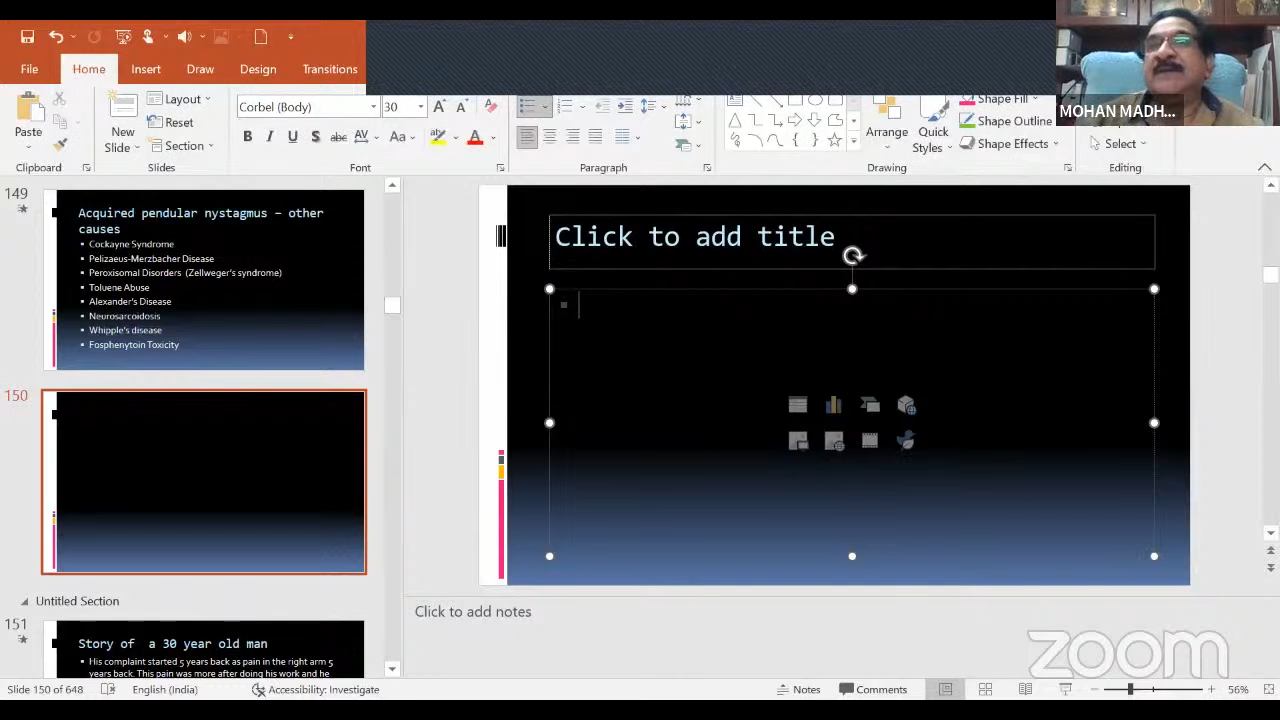 File
Home
Insert
Draw
Design
Transitions
MOHAN MADH...
Paste
New
Slide
Layout
Reset
Section
Corbel (Body)
30
A
A
B
I
U
S
abc
AV
Aa
A
Arrange
Quick
Styles
Shape Fill
Shape Outline
Shape Effects
Select
Clipboard
Slides
Font
Paragraph
Drawing
Editing
149
Acquired pendular nystagmus – other
causes
Cockayne Syndrome
Pelizaeus-Merzbacher Disease
Peroxisomal Disorders (Zellweger's syndrome)
Toluene Abuse
Alexander's Disease
Neurosarcoidosis
Whipple's disease
Fosphenytoin Toxicity
150
Untitled Section
151
Story of a 30 year old man
His complaint started 5 years back as pain in the right arm 5
years back. This pain was more after doing his work and he
Click to add title
Click to add notes
zoom
Slide 150 of 648
English (India)
Accessibility: Investigate
Notes
Comments
56%